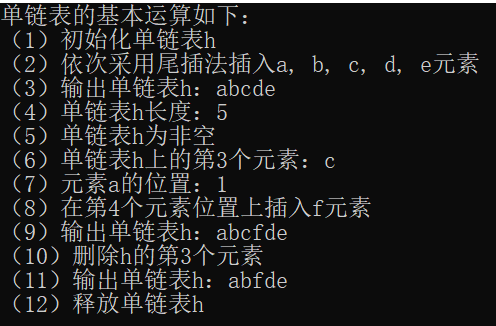 单链表的基本运算如下：
（1）初始化单链表h
（2）依次采用尾插法插入a, b, c, d, e元素
（3）输出单链表h：abcde
（4）单链表h长度：5
（5）单链表h为非空
（6）单链表h上的第3个元素：c
（7）元素a的位置：1
（8）在第4个元素位置上插入f元素
（9）输出单链表h：abcfde
（10）删除h的第3个元素
（11）输出单链表h：abfde
（12）释放单链表h